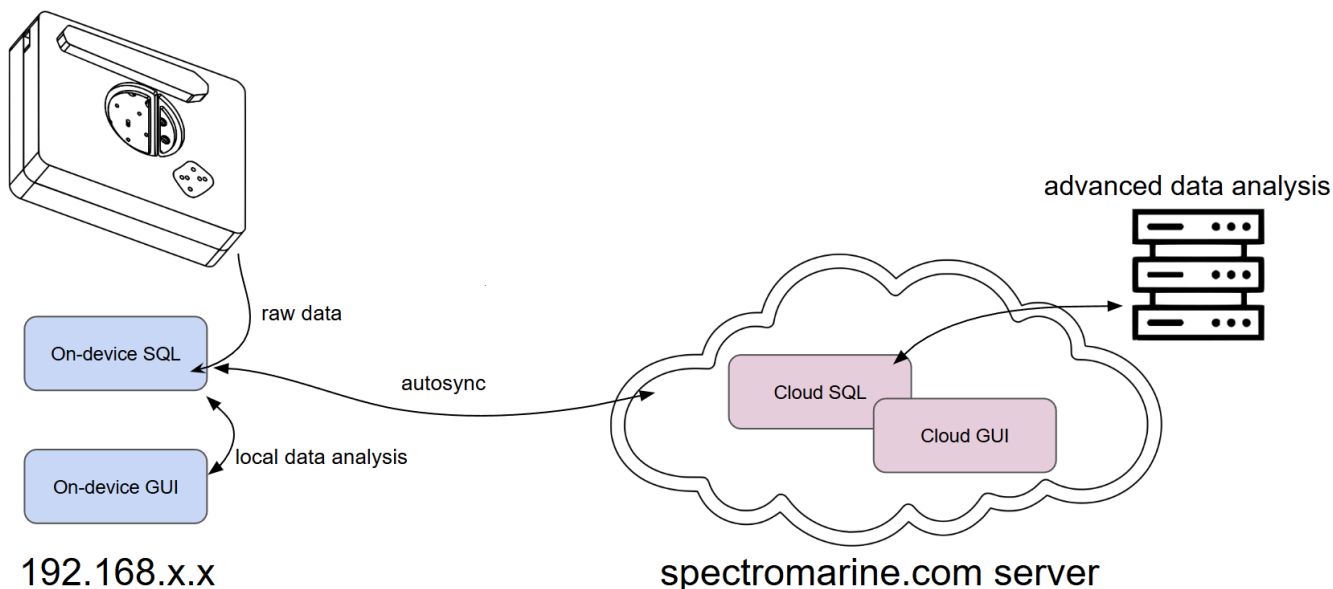 advanced data analysis
raw data
On-device SQL
autosync
Cloud SQL
Cloud GUI
local data analysis
On-device GUI
192.168.x.x
spectromarine.com server